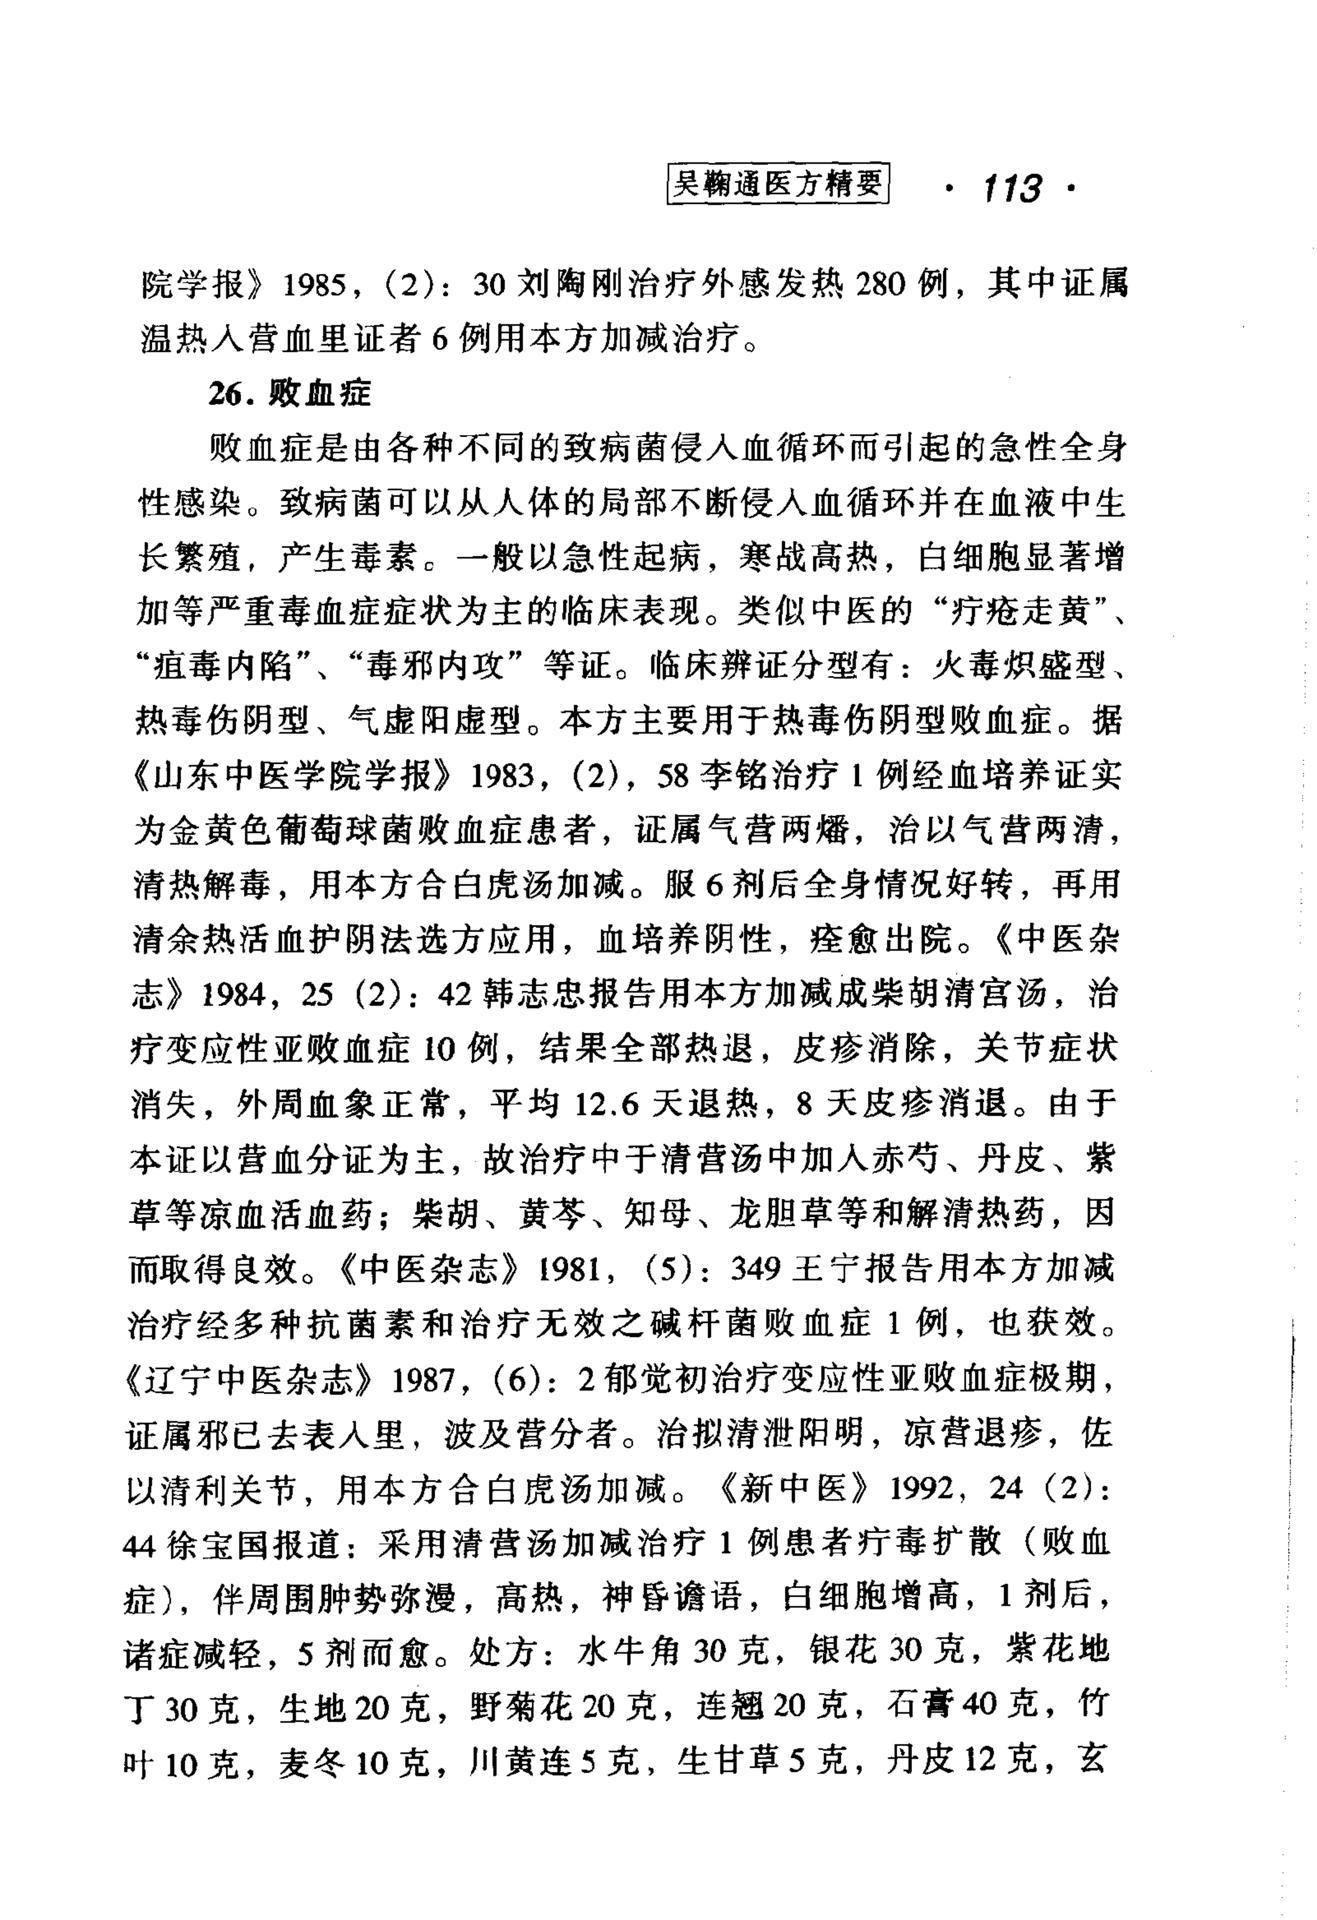 吴鞠通医方精要 · 113 ·
院学报》1985，（2）：30 刘陶刚治疗外感发热 280 例，其中证属
温热入营血里证者 6 例用本方加减治疗。
26. 败血症
败血症是由各种不同的致病菌侵入血循环而引起的急性全身
性感染。致病菌可以从人体的局部不断侵入血循环并在血液中生
长繁殖，产生毒素。一般以急性起病，寒战高热，白细胞显著增
加等严重毒血症症状为主的临床表现。类似中医的“疔疮走黄”、
“疽毒内陷”、“毒邪内攻”等证。临床辨证分型有：火毒炽盛型、
热毒伤阴型、气虚阳虚型。本方主要用于热毒伤阴型败血症。据
《山东中医学院学报》1983，（2），58 李铭治疗 1 例经血培养证实
为金黄色葡萄球菌败血症患者，证属气营两燔，治以气营两清，
清热解毒，用本方合白虎汤加减。服 6 剂后全身情况好转，再用
清余热活血护阴法选方应用，血培养阴性，痊愈出院。《中医杂
志》1984，25（2）：42 韩志忠报告用本方加减成柴胡清宫汤，治
疗变应性亚败血症 10 例，结果全部热退，皮疹消除，关节症状
消失，外周血象正常，平均 12.6 天退热，8 天皮疹消退。由于
本证以营血分证为主，故治疗中于清营汤中加入赤芍、丹皮、紫
草等凉血活血药；柴胡、黄芩、知母、龙胆草等和解清热药，因
而取得良效。《中医杂志》1981，（5）：349 王宁报告用本方加减
治疗经多种抗菌素和治疗无效之碱杆菌败血症 1 例，也获效。
《辽宁中医杂志》1987，（6）：2 郁觉初治疗变应性亚败血症极期，
证属邪已去表入里，波及营分者。治拟清泄阳明，凉营退疹，佐
以清利关节，用本方合白虎汤加减。《新中医》1992，24（2）：
44 徐宝国报道：采用清营汤加减治疗 1 例患者疔毒扩散（败血
症），伴周围肿势弥漫，高热，神昏谵语，白细胞增高，1 剂后，
诸症减轻，5 剂而愈。处方：水牛角 30 克，银花 30 克，紫花地
丁 30 克，生地 20 克，野菊花 20 克，连翘 20 克，石膏 40 克，竹
叶 10 克，麦冬 10 克，川黄连 5 克，生甘草 5 克，丹皮 12 克，玄